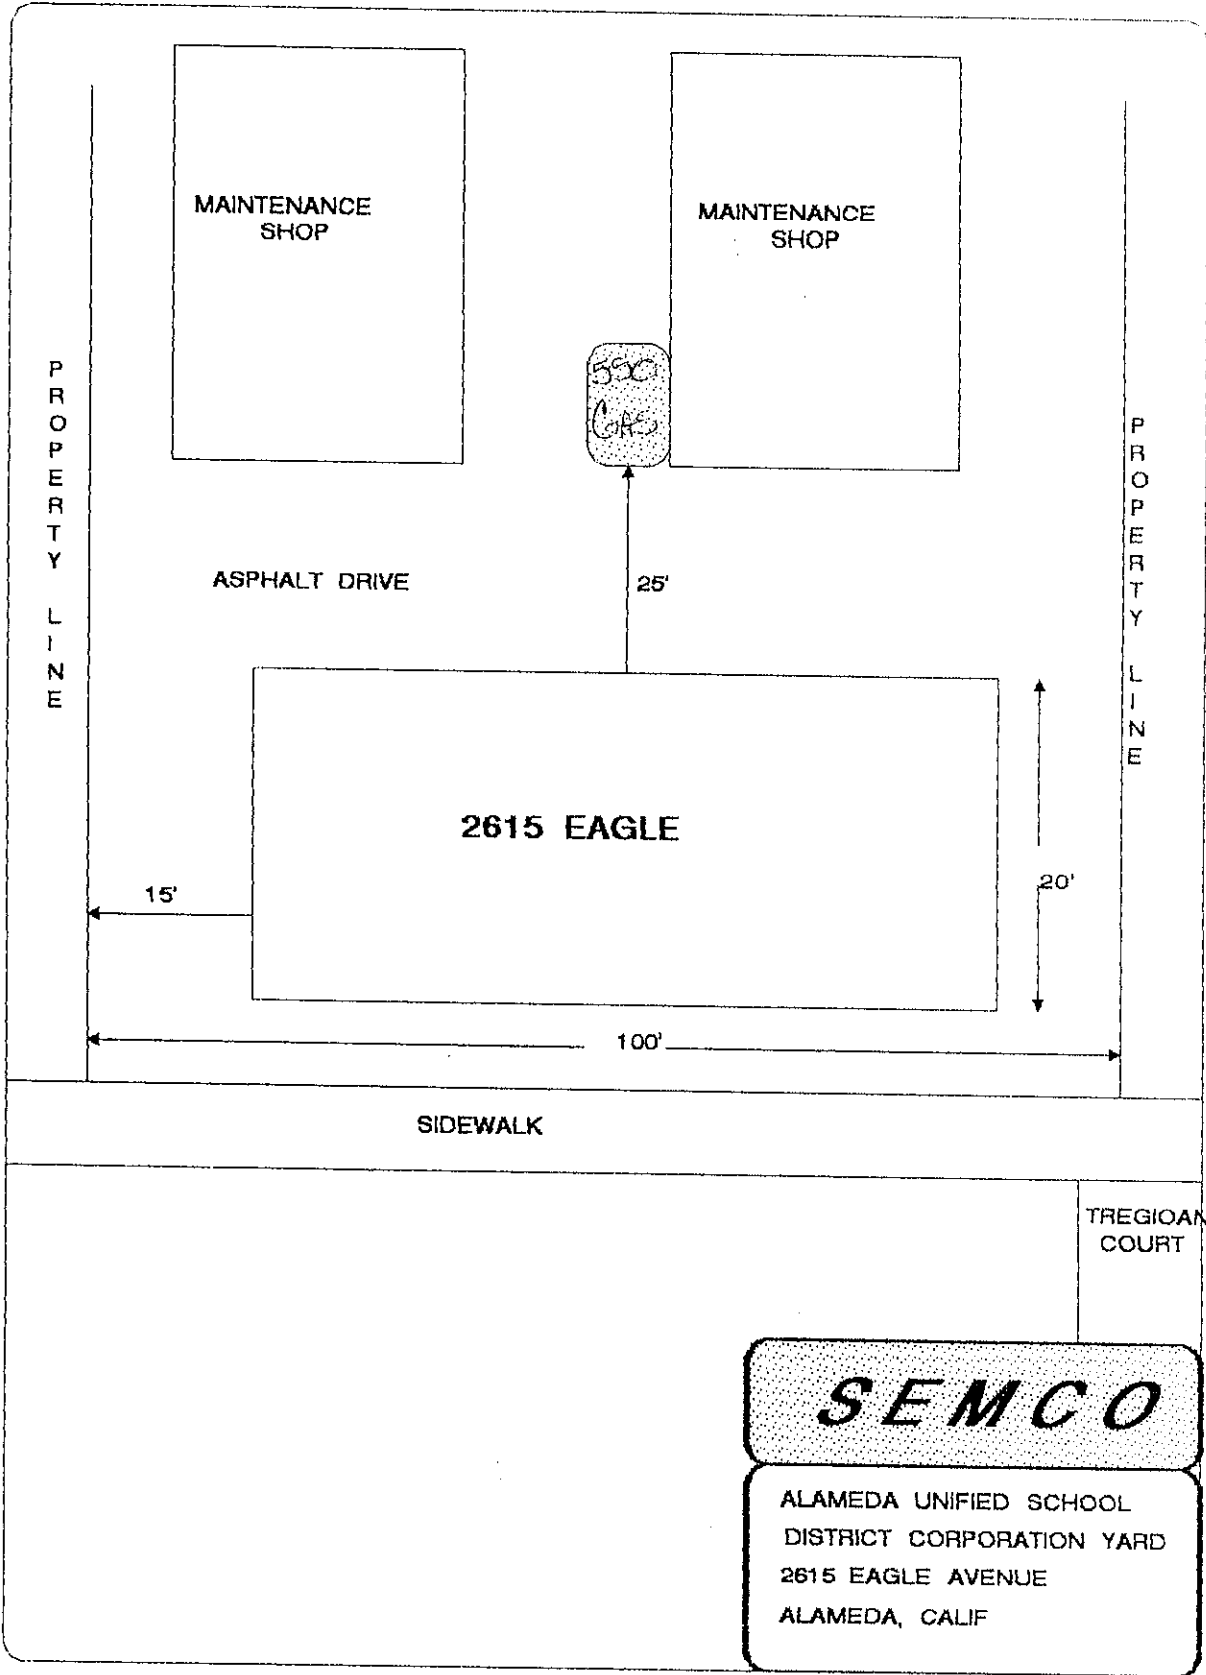 MAINTENANCE
SHOP
MAINTENANCE
SHOP
550
GAS
PROPERTY LINE
PROPERTY LINE
ASPHALT DRIVE
25'
2615 EAGLE
15'
20'
100'
SIDEWALK
TREGIOAN
COURT
SEMCO
ALAMEDA UNIFIED SCHOOL
DISTRICT CORPORATION YARD
2615 EAGLE AVENUE
ALAMEDA, CALIF